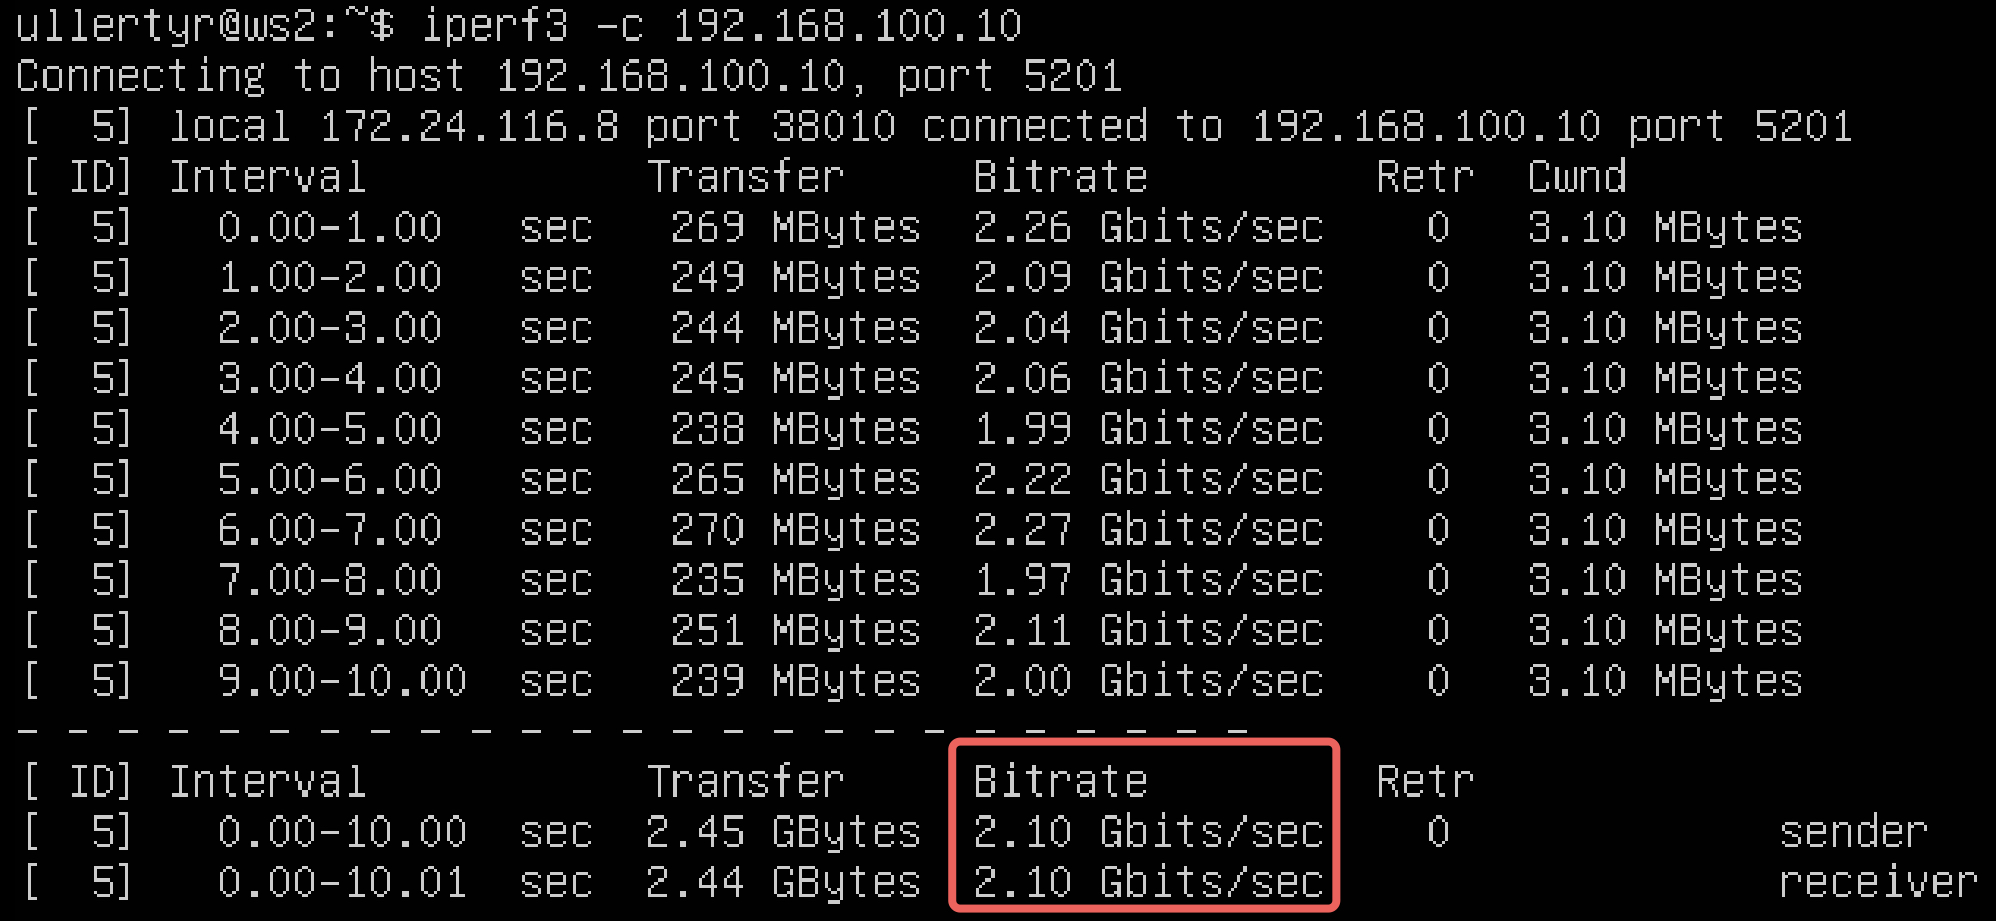 ullertyr@ws2:~$ iperf3 -c 192.168.100.10
Connecting to host 192.168.100.10, port 5201
[  5] local 172.24.116.8 port 38010 connected to 192.168.100.10 port 5201
[ ID] Interval           Transfer     Bitrate         Retr  Cwnd
[  5]   0.00-1.00   sec   269 MBytes  2.26 Gbits/sec    0   3.10 MBytes
[  5]   1.00-2.00   sec   249 MBytes  2.09 Gbits/sec    0   3.10 MBytes
[  5]   2.00-3.00   sec   244 MBytes  2.04 Gbits/sec    0   3.10 MBytes
[  5]   3.00-4.00   sec   245 MBytes  2.06 Gbits/sec    0   3.10 MBytes
[  5]   4.00-5.00   sec   238 MBytes  1.99 Gbits/sec    0   3.10 MBytes
[  5]   5.00-6.00   sec   265 MBytes  2.22 Gbits/sec    0   3.10 MBytes
[  5]   6.00-7.00   sec   270 MBytes  2.27 Gbits/sec    0   3.10 MBytes
[  5]   7.00-8.00   sec   235 MBytes  1.97 Gbits/sec    0   3.10 MBytes
[  5]   8.00-9.00   sec   251 MBytes  2.11 Gbits/sec    0   3.10 MBytes
[  5]   9.00-10.00  sec   239 MBytes  2.00 Gbits/sec    0   3.10 MBytes
- - - - - - - - - - - - - - - - - - - - - - - - -
[ ID] Interval           Transfer     Bitrate         Retr
[  5]   0.00-10.00  sec  2.45 GBytes  2.10 Gbits/sec    0             sender
[  5]   0.00-10.01  sec  2.44 GBytes  2.10 Gbits/sec                  receiver